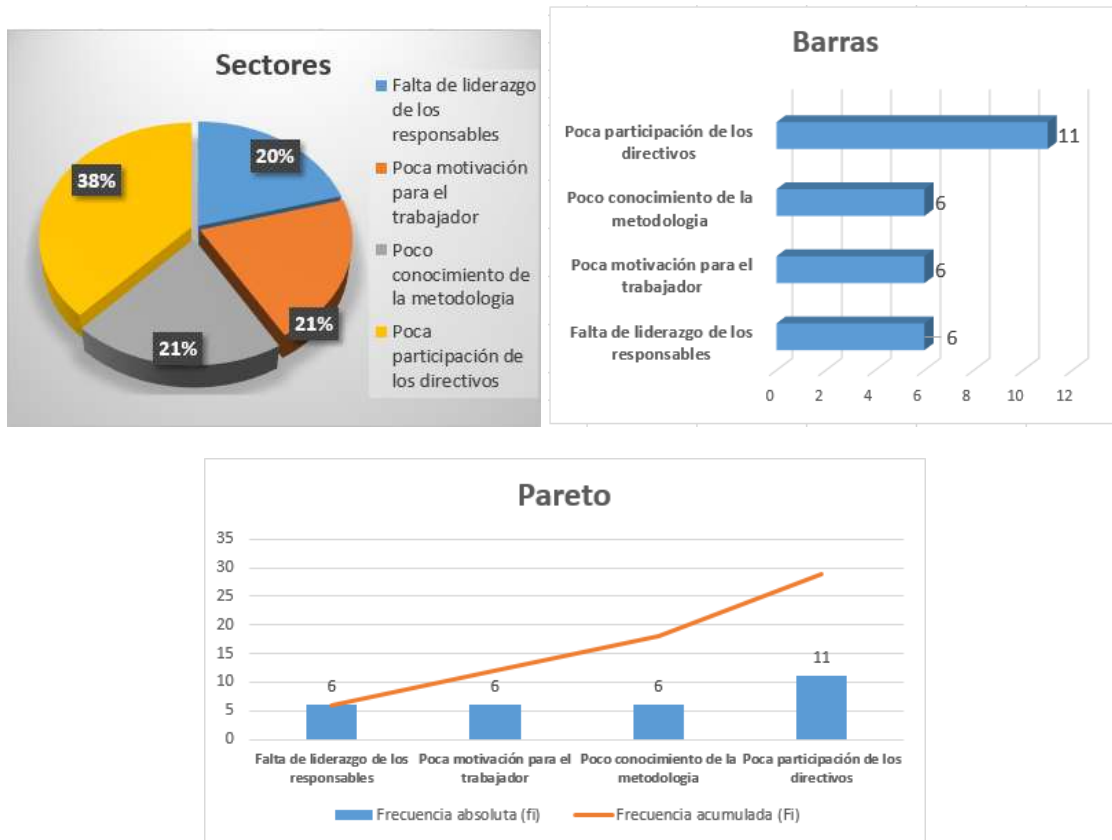 Sectores
38%
20%
21%
21%
Falta de liderazgo
de los
responsables
Poca motivación
para el
trabajador
Poco
conocimiento de
la metodologia
Poca
participación de
los directivos
Barras
Poca participación de los
directivos
11
Poco conocimiento de la
metodologia
6
Poca motivación para el
trabajador
6
Falta de liderazgo de los
responsables
6
0 2 4 6 8 10 12
Pareto
35
30
25
20
15
10
5
0
6 6 6 11
Falta de liderazgo de los
responsables
Poca motivación para el
trabajador
Poco conocimiento de la
metodologia
Poca participación de los
directivos
Frecuencia absoluta (fi) Frecuencia acumulada (Fi)